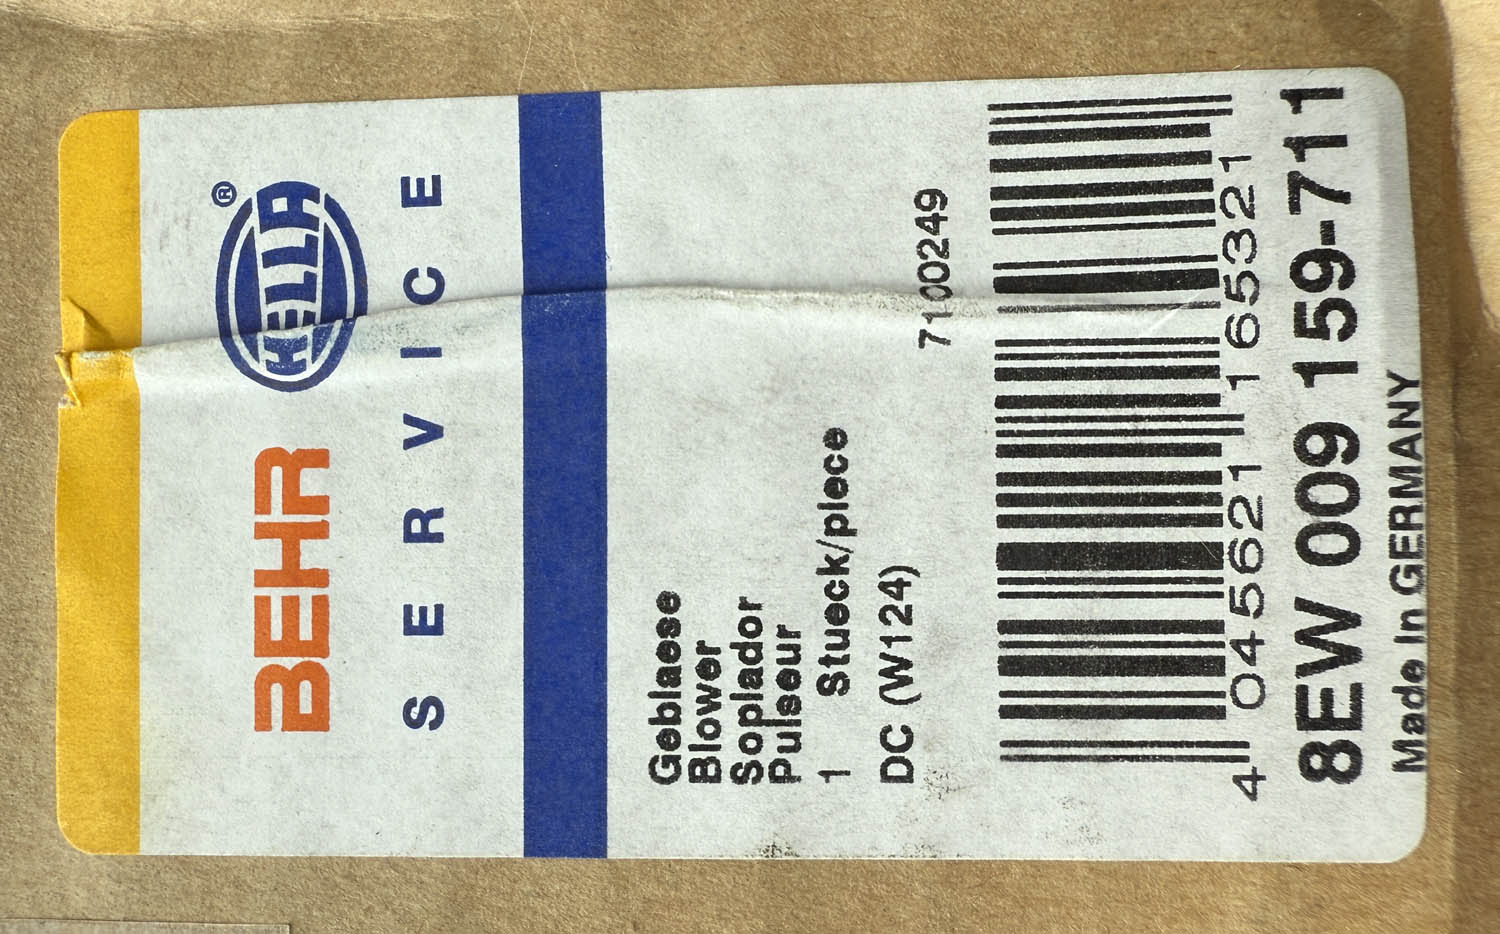 HELLA®
BEHR
SERVICE
Geblaese
Blower
Soplador
Pulseur
1 Stueck/piece
DC (W124)
7100249
4 045621 165321
8EW 009 159-711
Made in GERMANY